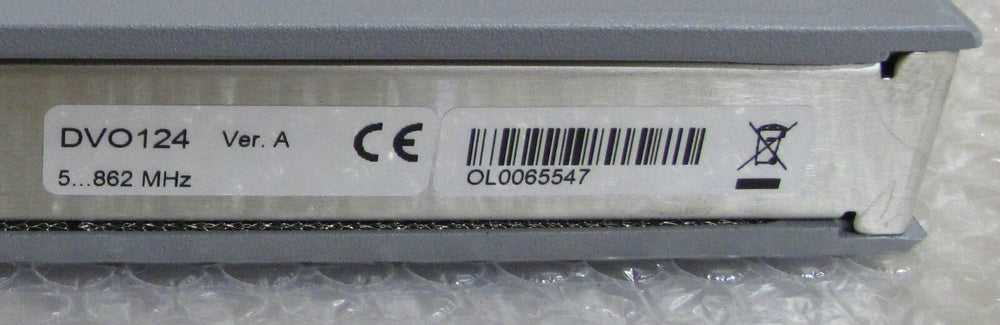 DVO124 Ver. A
5...862 MHz
CE
OL0065547